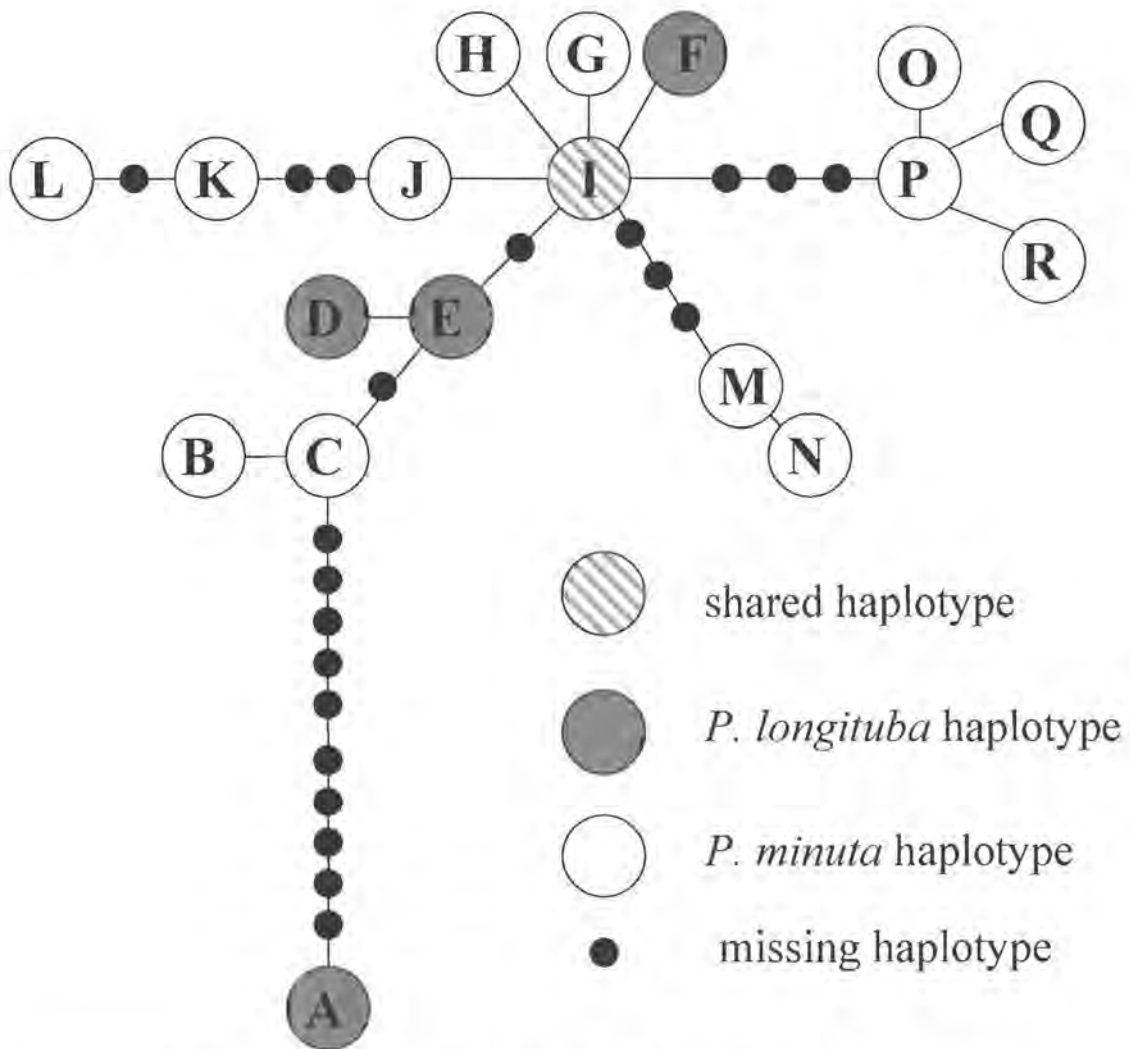 H G F O
Q
L K J I P
R
D E
M
B C N
shared haplotype
P. longituba haplotype
P. minuta haplotype
missing haplotype
A